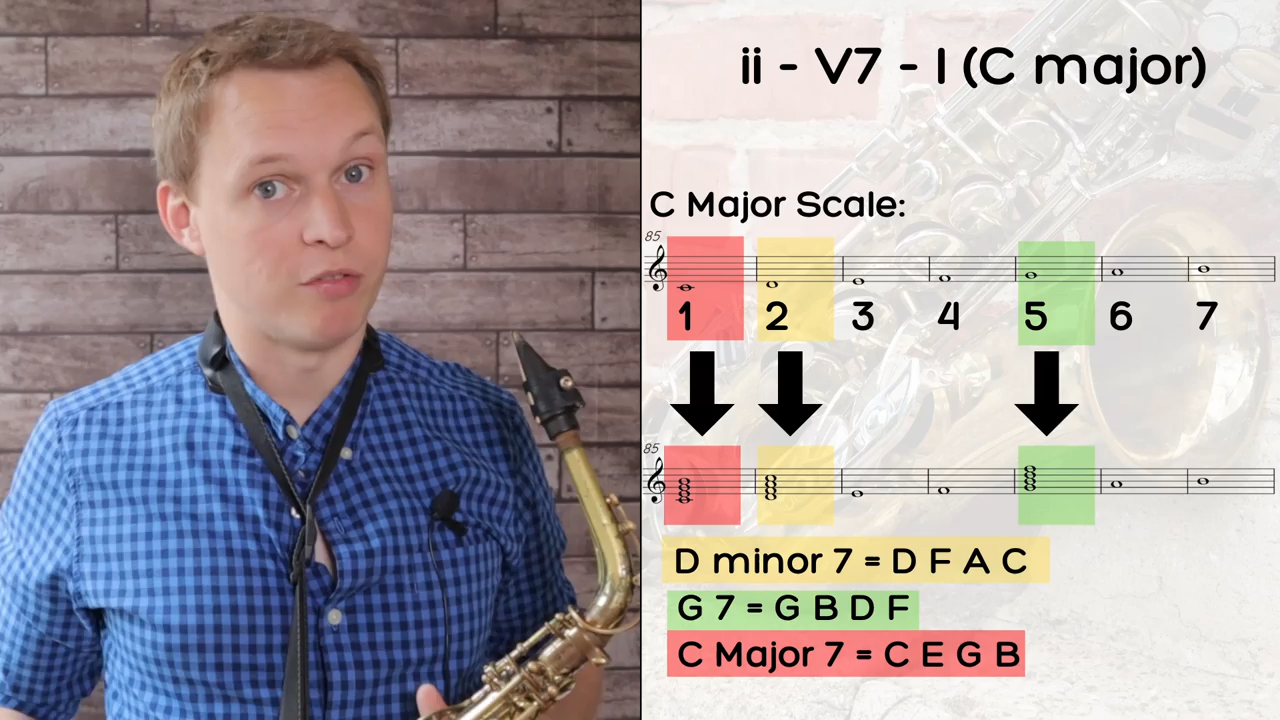 ii - V7 - I (C major)
C Major Scale:
85
1 2 3 4 5 6 7
85
D minor 7 = D F A C
G 7 = G B D F
C Major 7 = C E G B